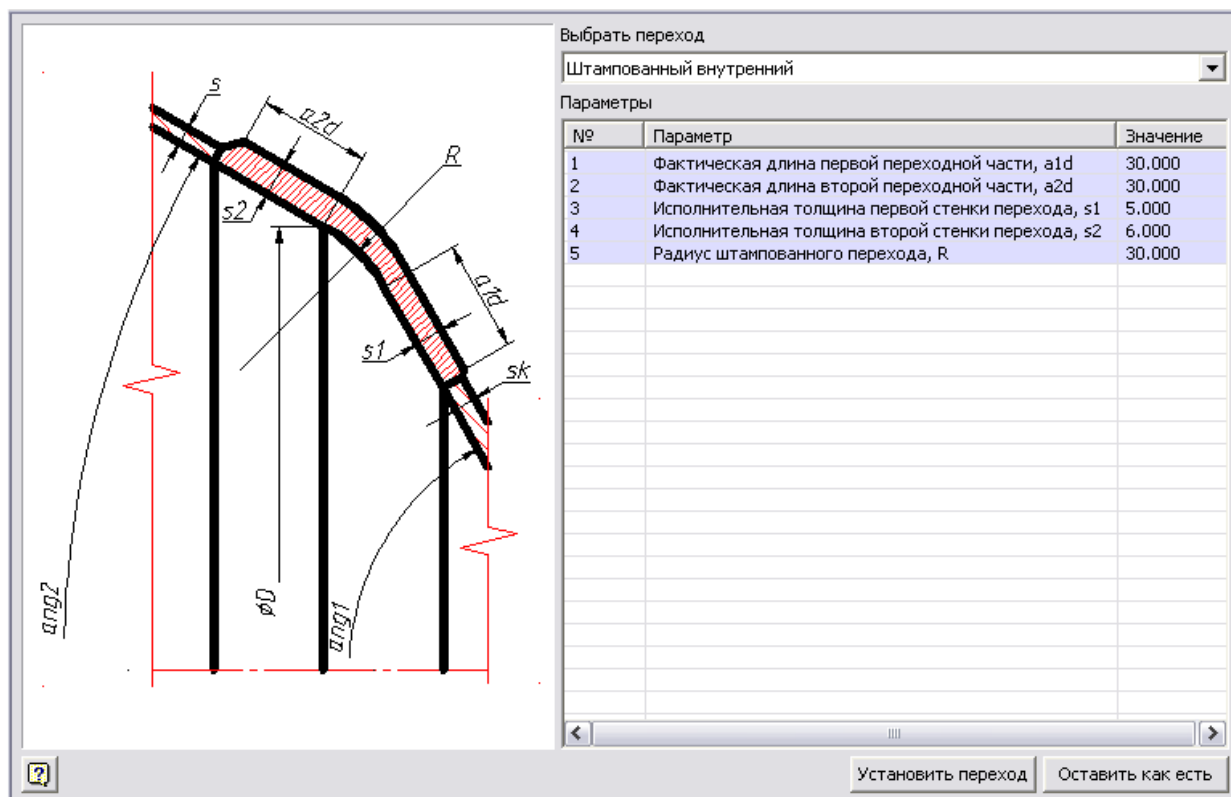 Выбрать переход
Штампованный внутренний
Параметры
№ Параметр Значение
1 Фактическая длина первой переходной части, a1d 30.000
2 Фактическая длина второй переходной части, a2d 30.000
3 Исполнительная толщина первой стенки перехода, s1 5.000
4 Исполнительная толщина второй стенки перехода, s2 6.000
5 Радиус штампованного перехода, R 30.000
s
a2d
R
s2
a1d
s1
sk
ang2
øD
ang1
?
Установить переход Оставить как есть